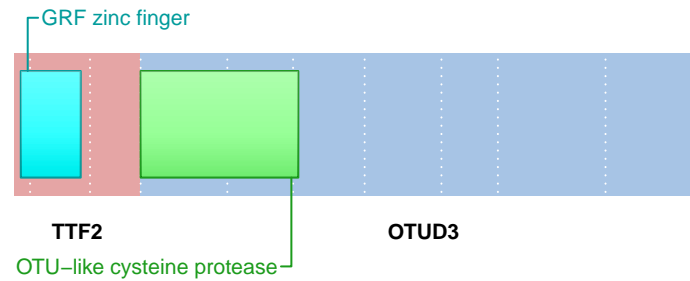 GRF zinc finger
TTF2
OTUD3
OTU−like cysteine protease